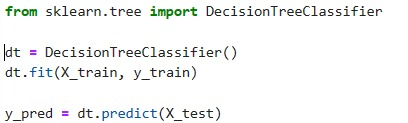 from sklearn.tree import DecisionTreeClassifier
dt = DecisionTreeClassifier()
dt.fit(X_train, y_train)
y_pred = dt.predict(X_test)